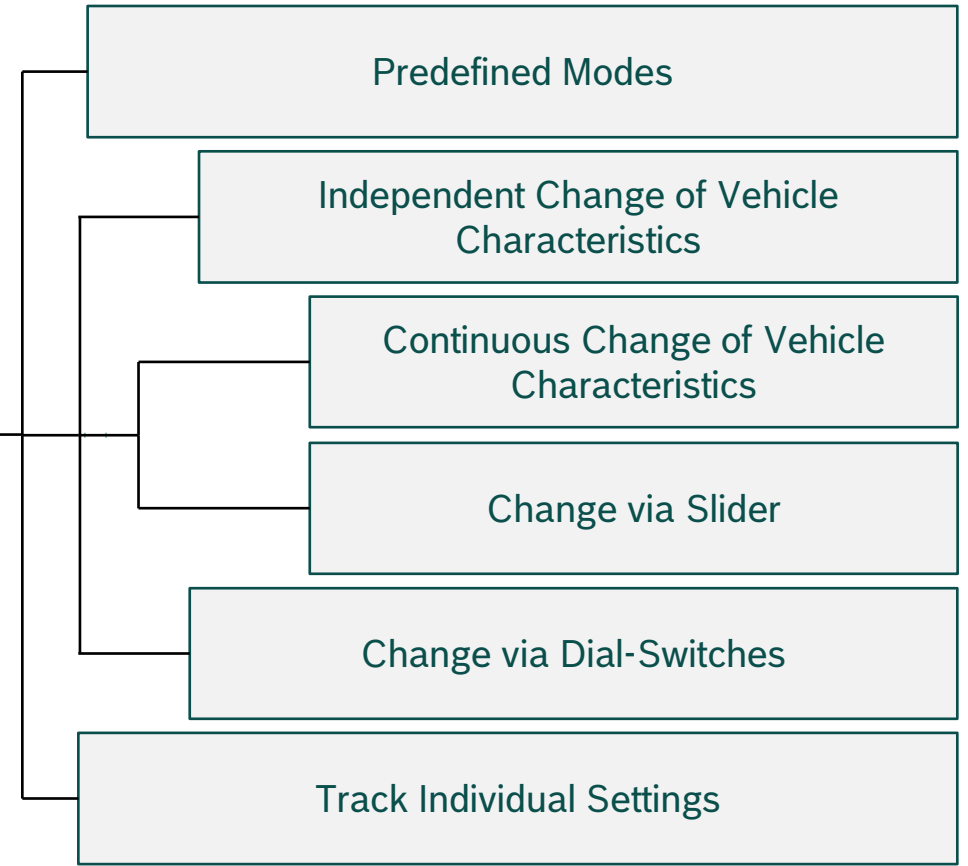 Predefined Modes
Independent Change of Vehicle
Characteristics
Continuous Change of Vehicle
Characteristics
Change via Slider
Change via Dial-Switches
Track Individual Settings